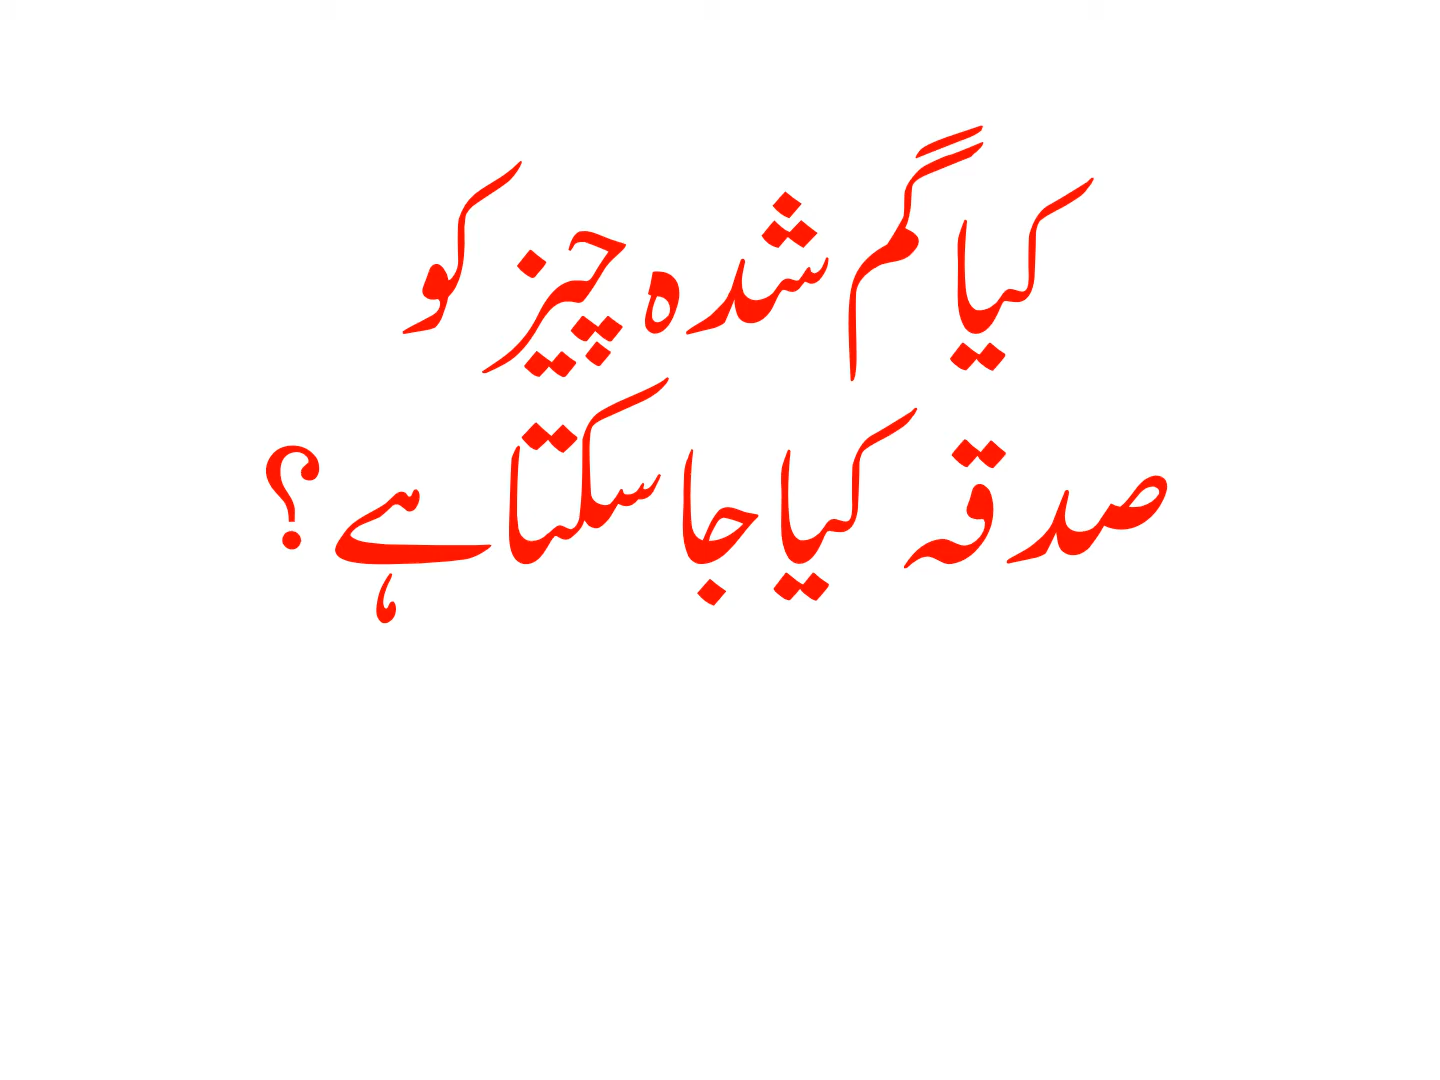 کیا گم شدہ چیز کو
صدقہ کیا جا سکتا ہے؟